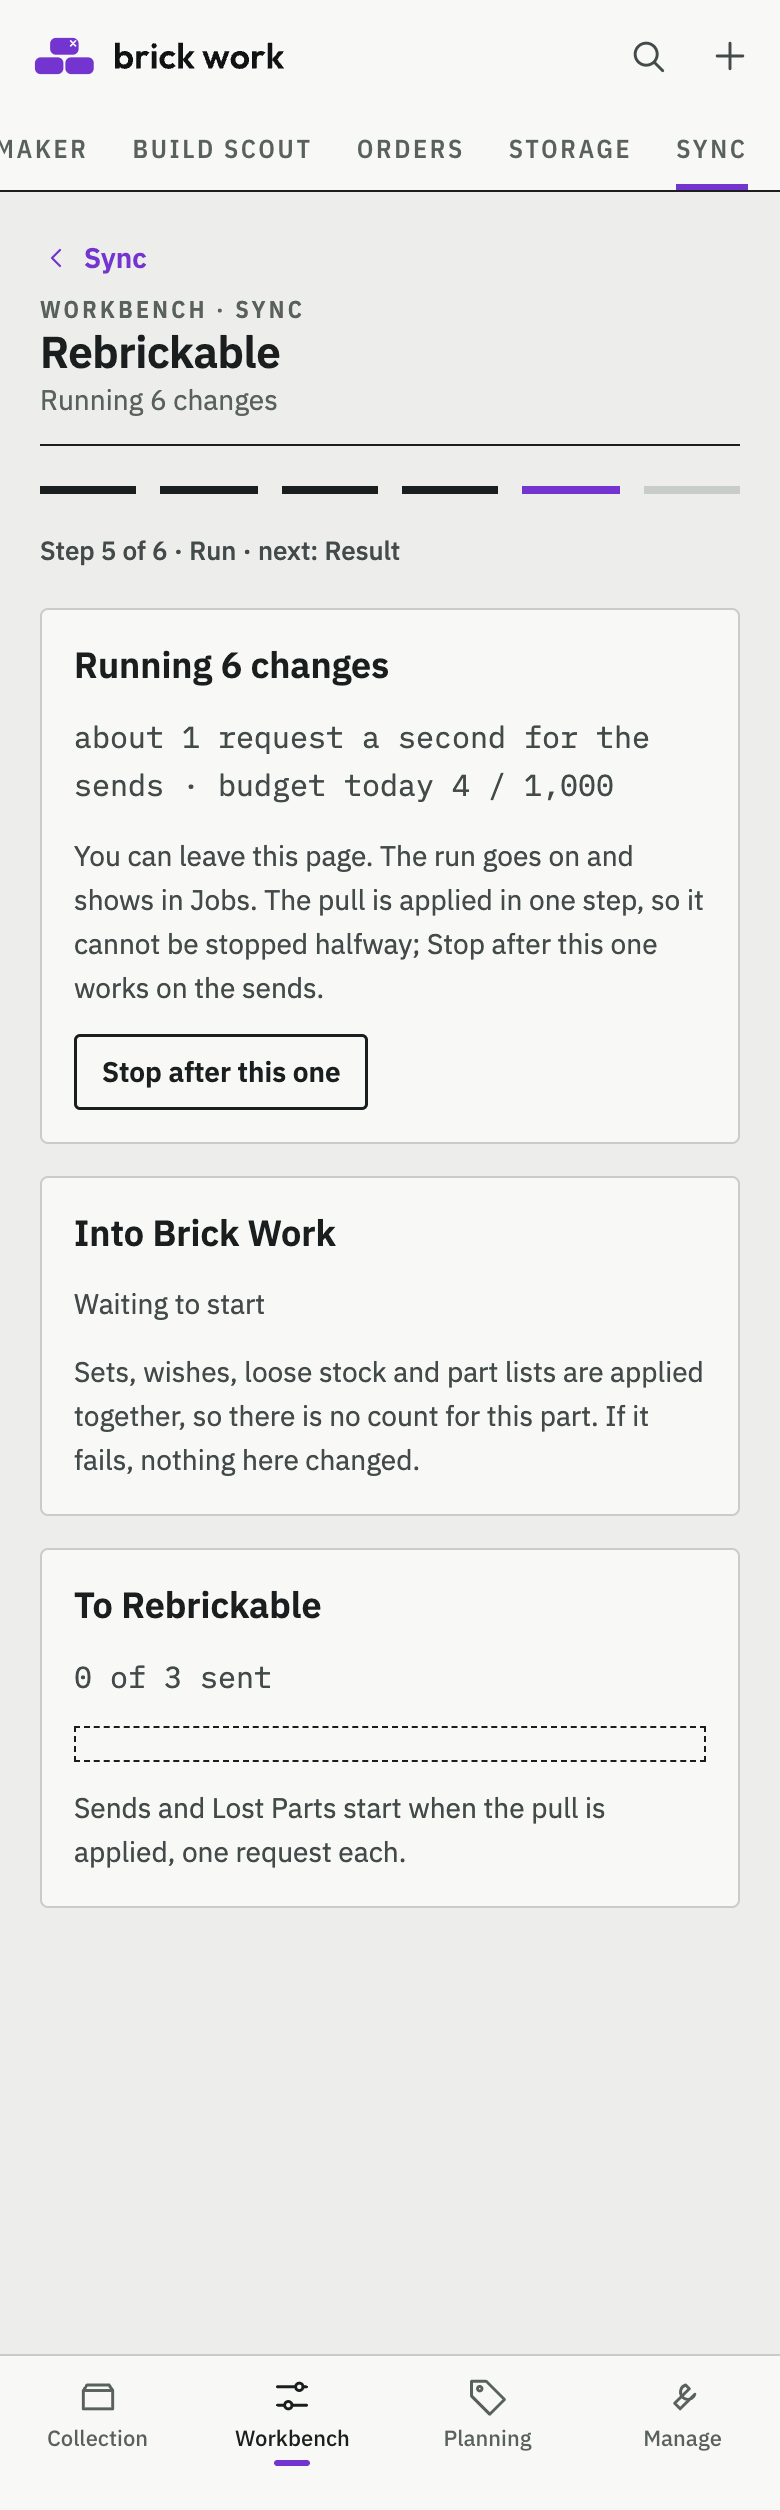 brick work
MAKER BUILD SCOUT ORDERS STORAGE SYNC
Sync
WORKBENCH · SYNC
Rebrickable
Running 6 changes
Step 5 of 6 · Run · next: Result
Running 6 changes
about 1 request a second for the
sends · budget today 4 / 1,000
You can leave this page. The run goes on and
shows in Jobs. The pull is applied in one step, so it
cannot be stopped halfway; Stop after this one
works on the sends.
Stop after this one
Into Brick Work
Waiting to start
Sets, wishes, loose stock and part lists are applied
together, so there is no count for this part. If it
fails, nothing here changed.
To Rebrickable
0 of 3 sent
Sends and Lost Parts start when the pull is
applied, one request each.
Collection Workbench Planning Manage